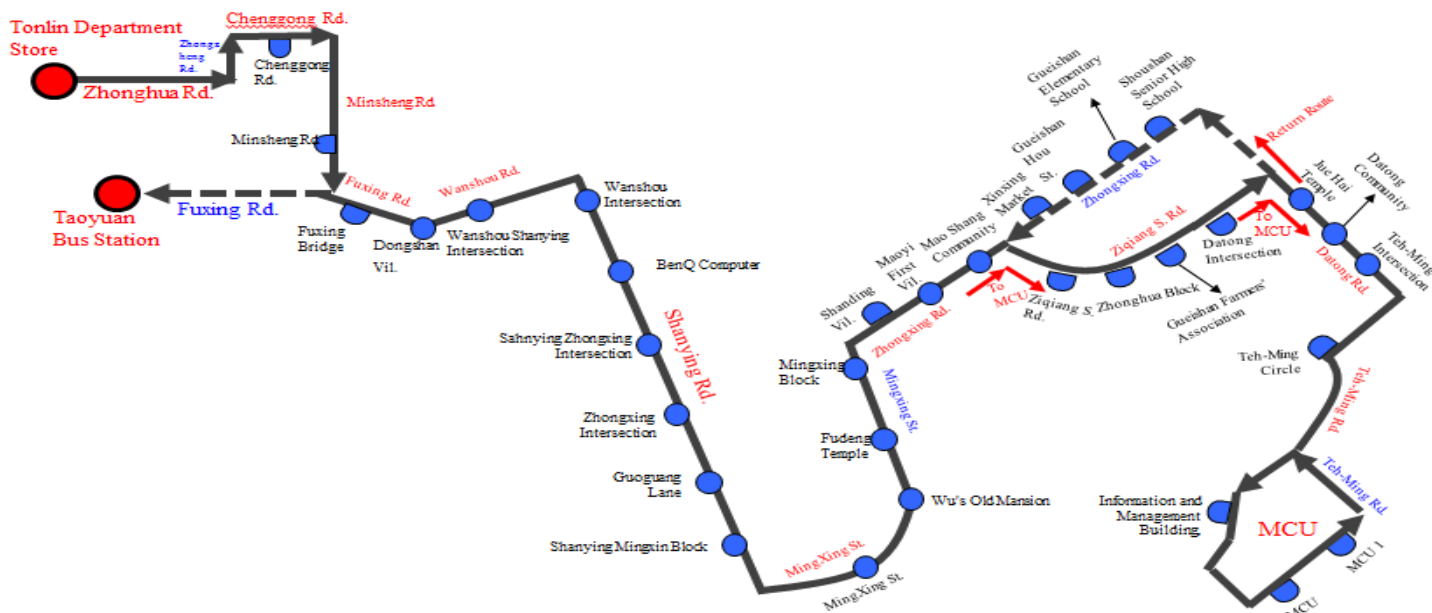 Tonlin Department
Store
Chenggong Rd.
Zhongz
heng
Rd.
Chenggong
Rd.
Zhonghua Rd.
Minsheng Rd
Minsheng Rd
Taoyuan
Bus Station
Fuxing Rd.
Fuxing Rd.
Fuxing
Bridge
Dongshan
Vil.
Wanshou Rd.
Wanshou Shanying
Intersection
Wanshou
Intersection
BenQ Computer
Sahnying Zhongxing
Intersection
Shanying Rd.
Zhongxing
Intersection
Guoguang
Lane
Shanying Mingxin Block
MingXing St.
MingXing St.
Wu's Old Mansion
Fudeng
Temple
Mingxing St.
Mingxing
Block
Shanding
Vil.
Maoyi
First
Vil.
Mao Shang
Community
Zhongxing Rd.
To
MCU
Xinxing
Market
Gueishan
Hou
St.
Gueishan
Elementary
School
Shoushan
Senior High
School
Zhongxing Rd.
Ziqiang S. Rd.
Ziqiang S.
Rd.
Zhonghua Block
Gueishan Farmers'
Association
Datong
Intersection
To
MCU
Return Route
Jue Hai
Temple
Datong
Community
Teh-Ming
Intersection
Datong Rd.
Teh-Ming
Circle
Teh-Ming Rd.
Teh-Ming Rd.
Information and
Management
Building,
MCU
MCU 1
MCU